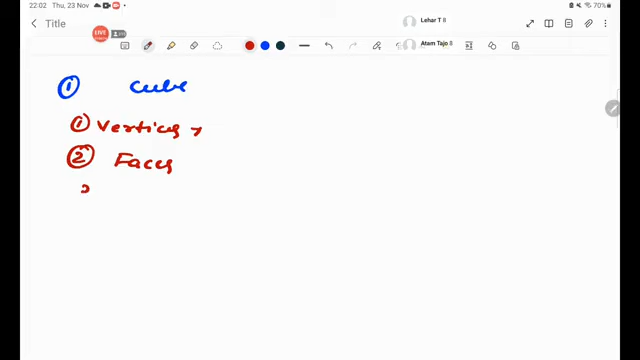 22:02 Thu, 23 Nov
70%
Title
LIVE
Lehar T 8
Atam Tajo 8
① Cube
① Vertices
② Faces